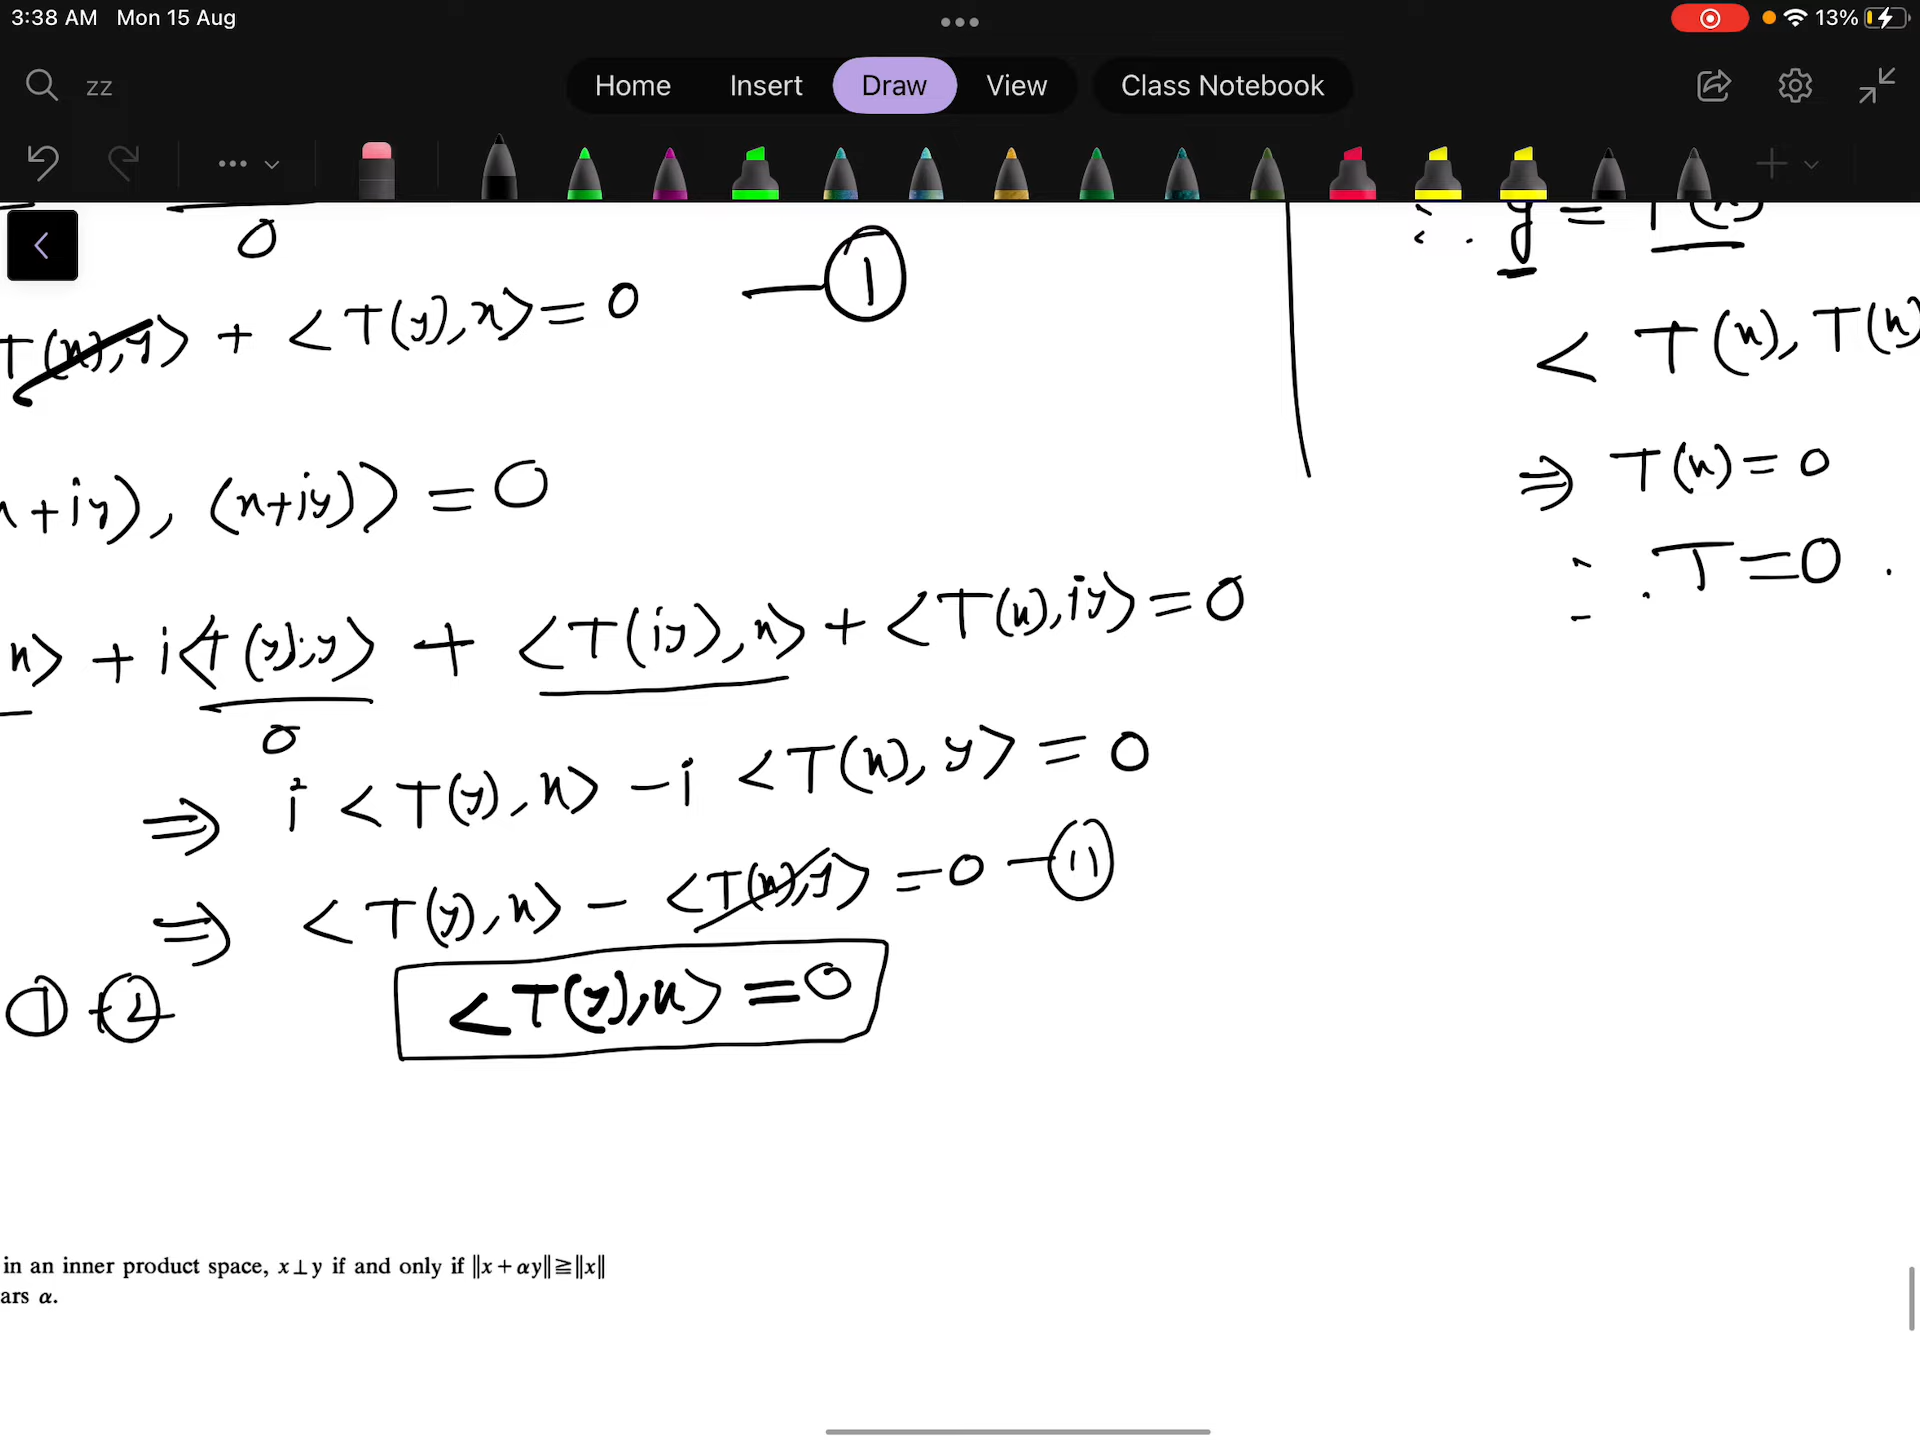 3:38 AM Mon 15 Aug
13%
zz
Home Insert Draw View Class Notebook
0
T(x),y> + <T(y),x> = 0 — ①
x+iy), (x+iy)> = 0
x> + i<T(y),y> + <T(iy),x> + <T(x),iy> = 0
0
⇒ i <T(y),x> - i <T(x),y> = 0
⇒ <T(y),x> - <T(x),y> = 0 — ⑪
① + ② <T(y),x> = 0
∴ y = T(x)
< T(x), T(x)
⇒ T(x) = 0
∴ T = 0.
in an inner product space, x⊥y if and only if ‖x+αy‖≧‖x‖
ars α.